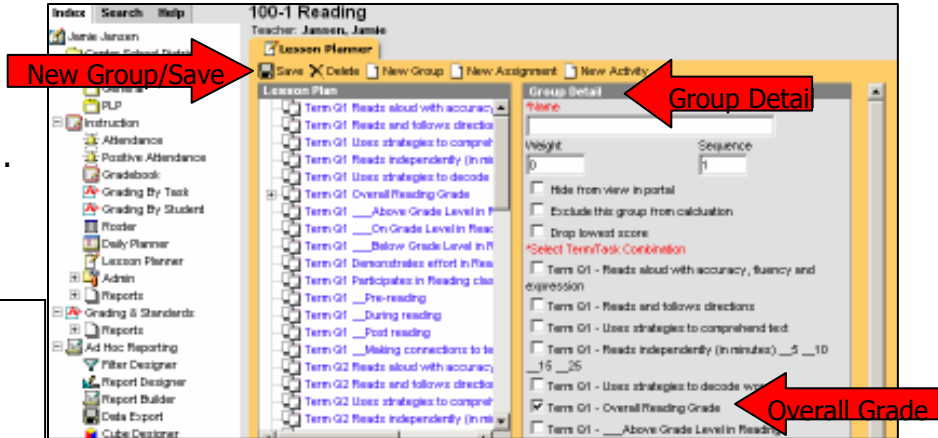 Index Search Help
Jamie Jansen
Center School District
General
PLP
Instruction
Attendance
Positive Attendance
Gradebook
Grading By Task
Grading By Student
Roster
Daily Planner
Lesson Planner
Admin
Reports
Grading & Standards
Reports
Ad Hoc Reporting
Filter Designer
Report Designer
Report Builder
Data Export
Cube Designer
100-1 Reading
Teacher: Jansen, Jamie
Lesson Planner
Save Delete New Group New Assignment New Activity
New Group/Save
Lesson Plan
Term Q1 Reads aloud with accuracy
Term Q1 Reads and follows directio
Term Q1 Uses strategies to compreh
Term Q1 Reads independently (in mi
Term Q1 Uses strategies to decode
Term Q1 Overall Reading Grade
Term Q1 ___Above Grade Level in R
Term Q1 ___On Grade Level in Read
Term Q1 ___Below Grade Level in R
Term Q1 Demonstrates effort in Rea
Term Q1 Participates in Reading clas
Term Q1 __Pre-reading
Term Q1 __During reading
Term Q1 __Post reading
Term Q1 __Making connections to te
Term Q2 Reads aloud with accuracy
Term Q2 Reads and follows directio
Term Q2 Uses strategies to compreh
Term Q2 Reads independently (in mi
Group Detail
Group Detail
*Name
Weight Sequence
0 1
Hide from view in portal
Exclude this group from calcluation
Drop lowest score
*Select Term/Task Combination
Term Q1 - Reads aloud with accuracy, fluency and
expression
Term Q1 - Reads and follows directions
Term Q1 - Uses strategies to comprehend text
Term Q1 - Reads independently (in minutes) __5 __10
__15 __25
Term Q1 - Uses strategies to decode wo
Term Q1 - Overall Reading Grade
Overall Grade
Term Q1 - ___Above Grade Level in Reading
.